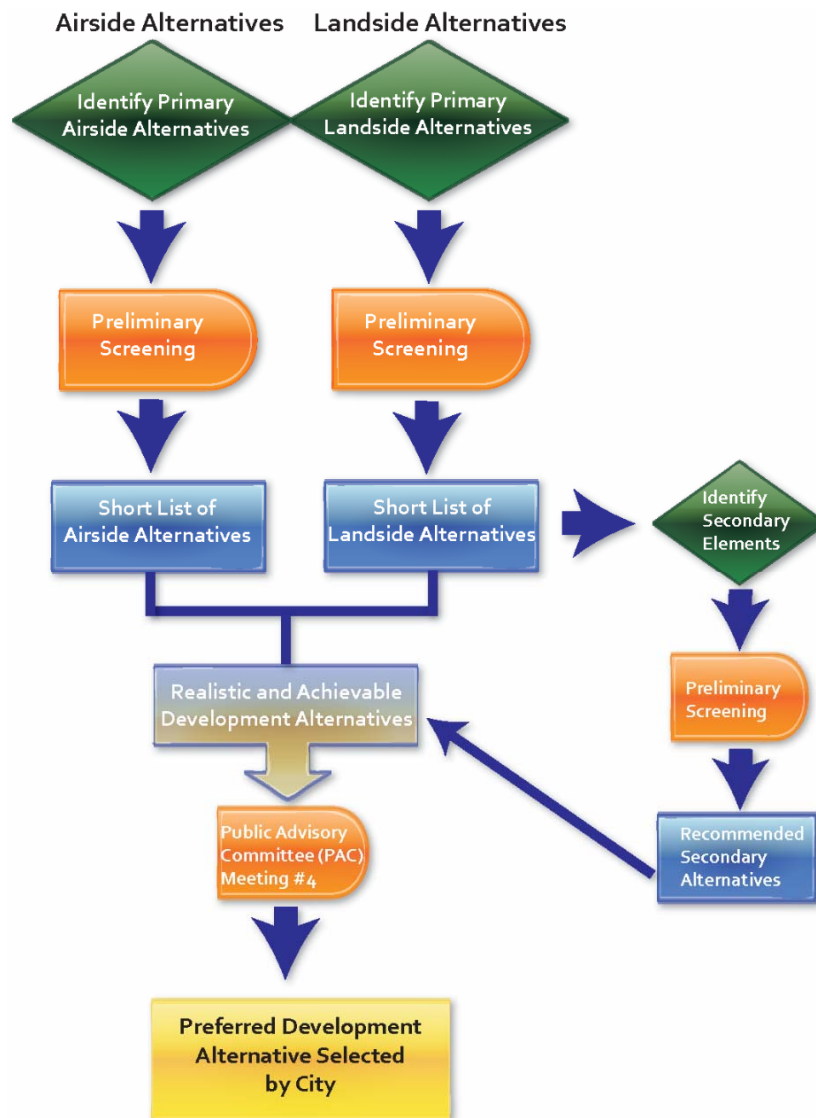 Airside Alternatives
Landside Alternatives
Identify Primary
Airside Alternatives
Identify Primary
Landside Alternatives
Preliminary
Screening
Preliminary
Screening
Short List of
Airside Alternatives
Short List of
Landside Alternatives
Identify
Secondary
Elements
Preliminary
Screening
Recommended
Secondary
Alternatives
Realistic and Achievable
Development Alternatives
Public Advisory
Committee (PAC)
Meeting #4
Preferred Development
Alternative Selected
by City